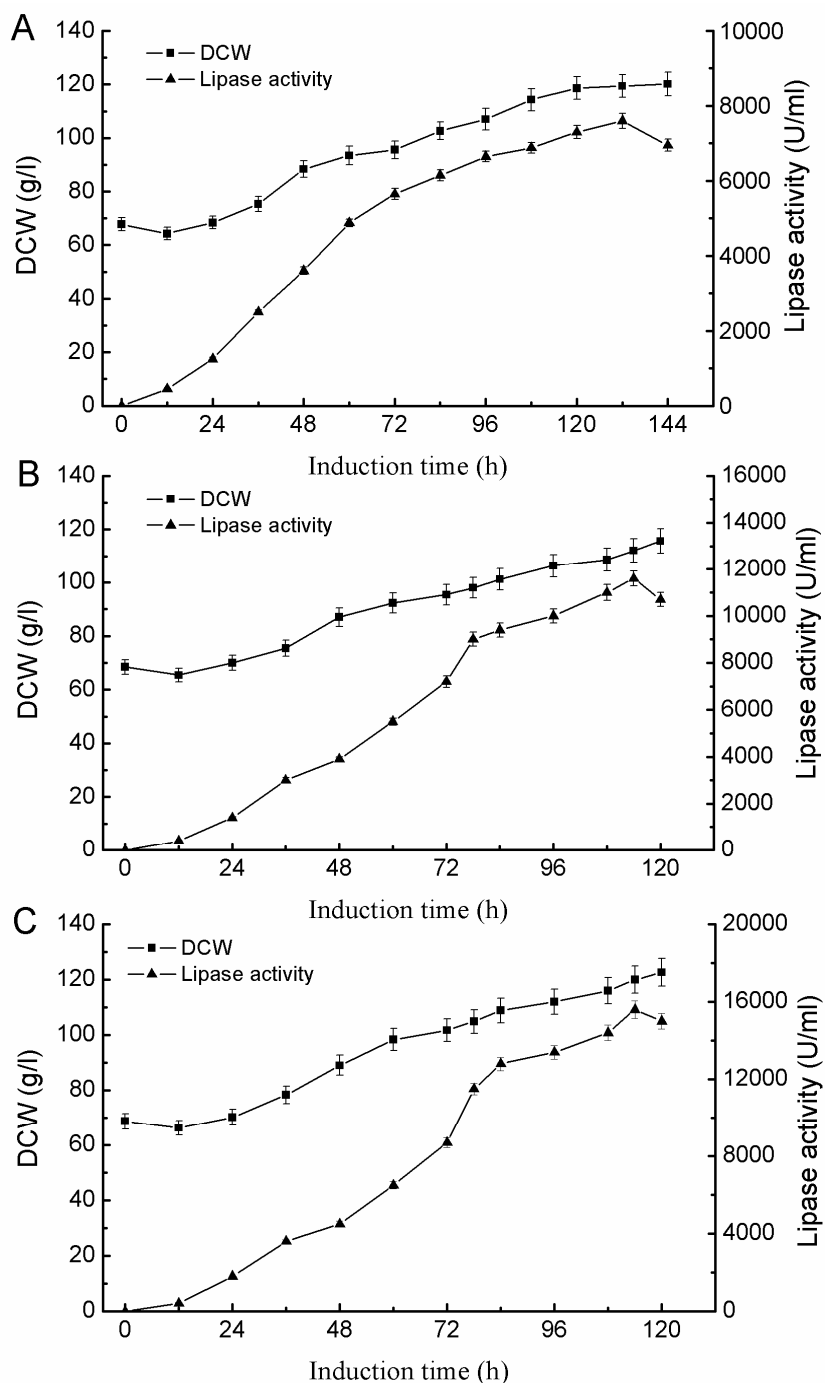 A
DCW
Lipase activity
140
120
100
80
60
40
20
0
DCW (g/l)
10000
8000
6000
4000
2000
0
Lipase activity (U/ml)
0 24 48 72 96 120 144
Induction time (h)
B
DCW
Lipase activity
140
120
100
80
60
40
20
0
DCW (g/l)
16000
14000
12000
10000
8000
6000
4000
2000
0
Lipase activity (U/ml)
0 24 48 72 96 120
Induction time (h)
C
DCW
Lipase activity
140
120
100
80
60
40
20
0
DCW (g/l)
20000
16000
12000
8000
4000
0
Lipase activity (U/ml)
0 24 48 72 96 120
Induction time (h)